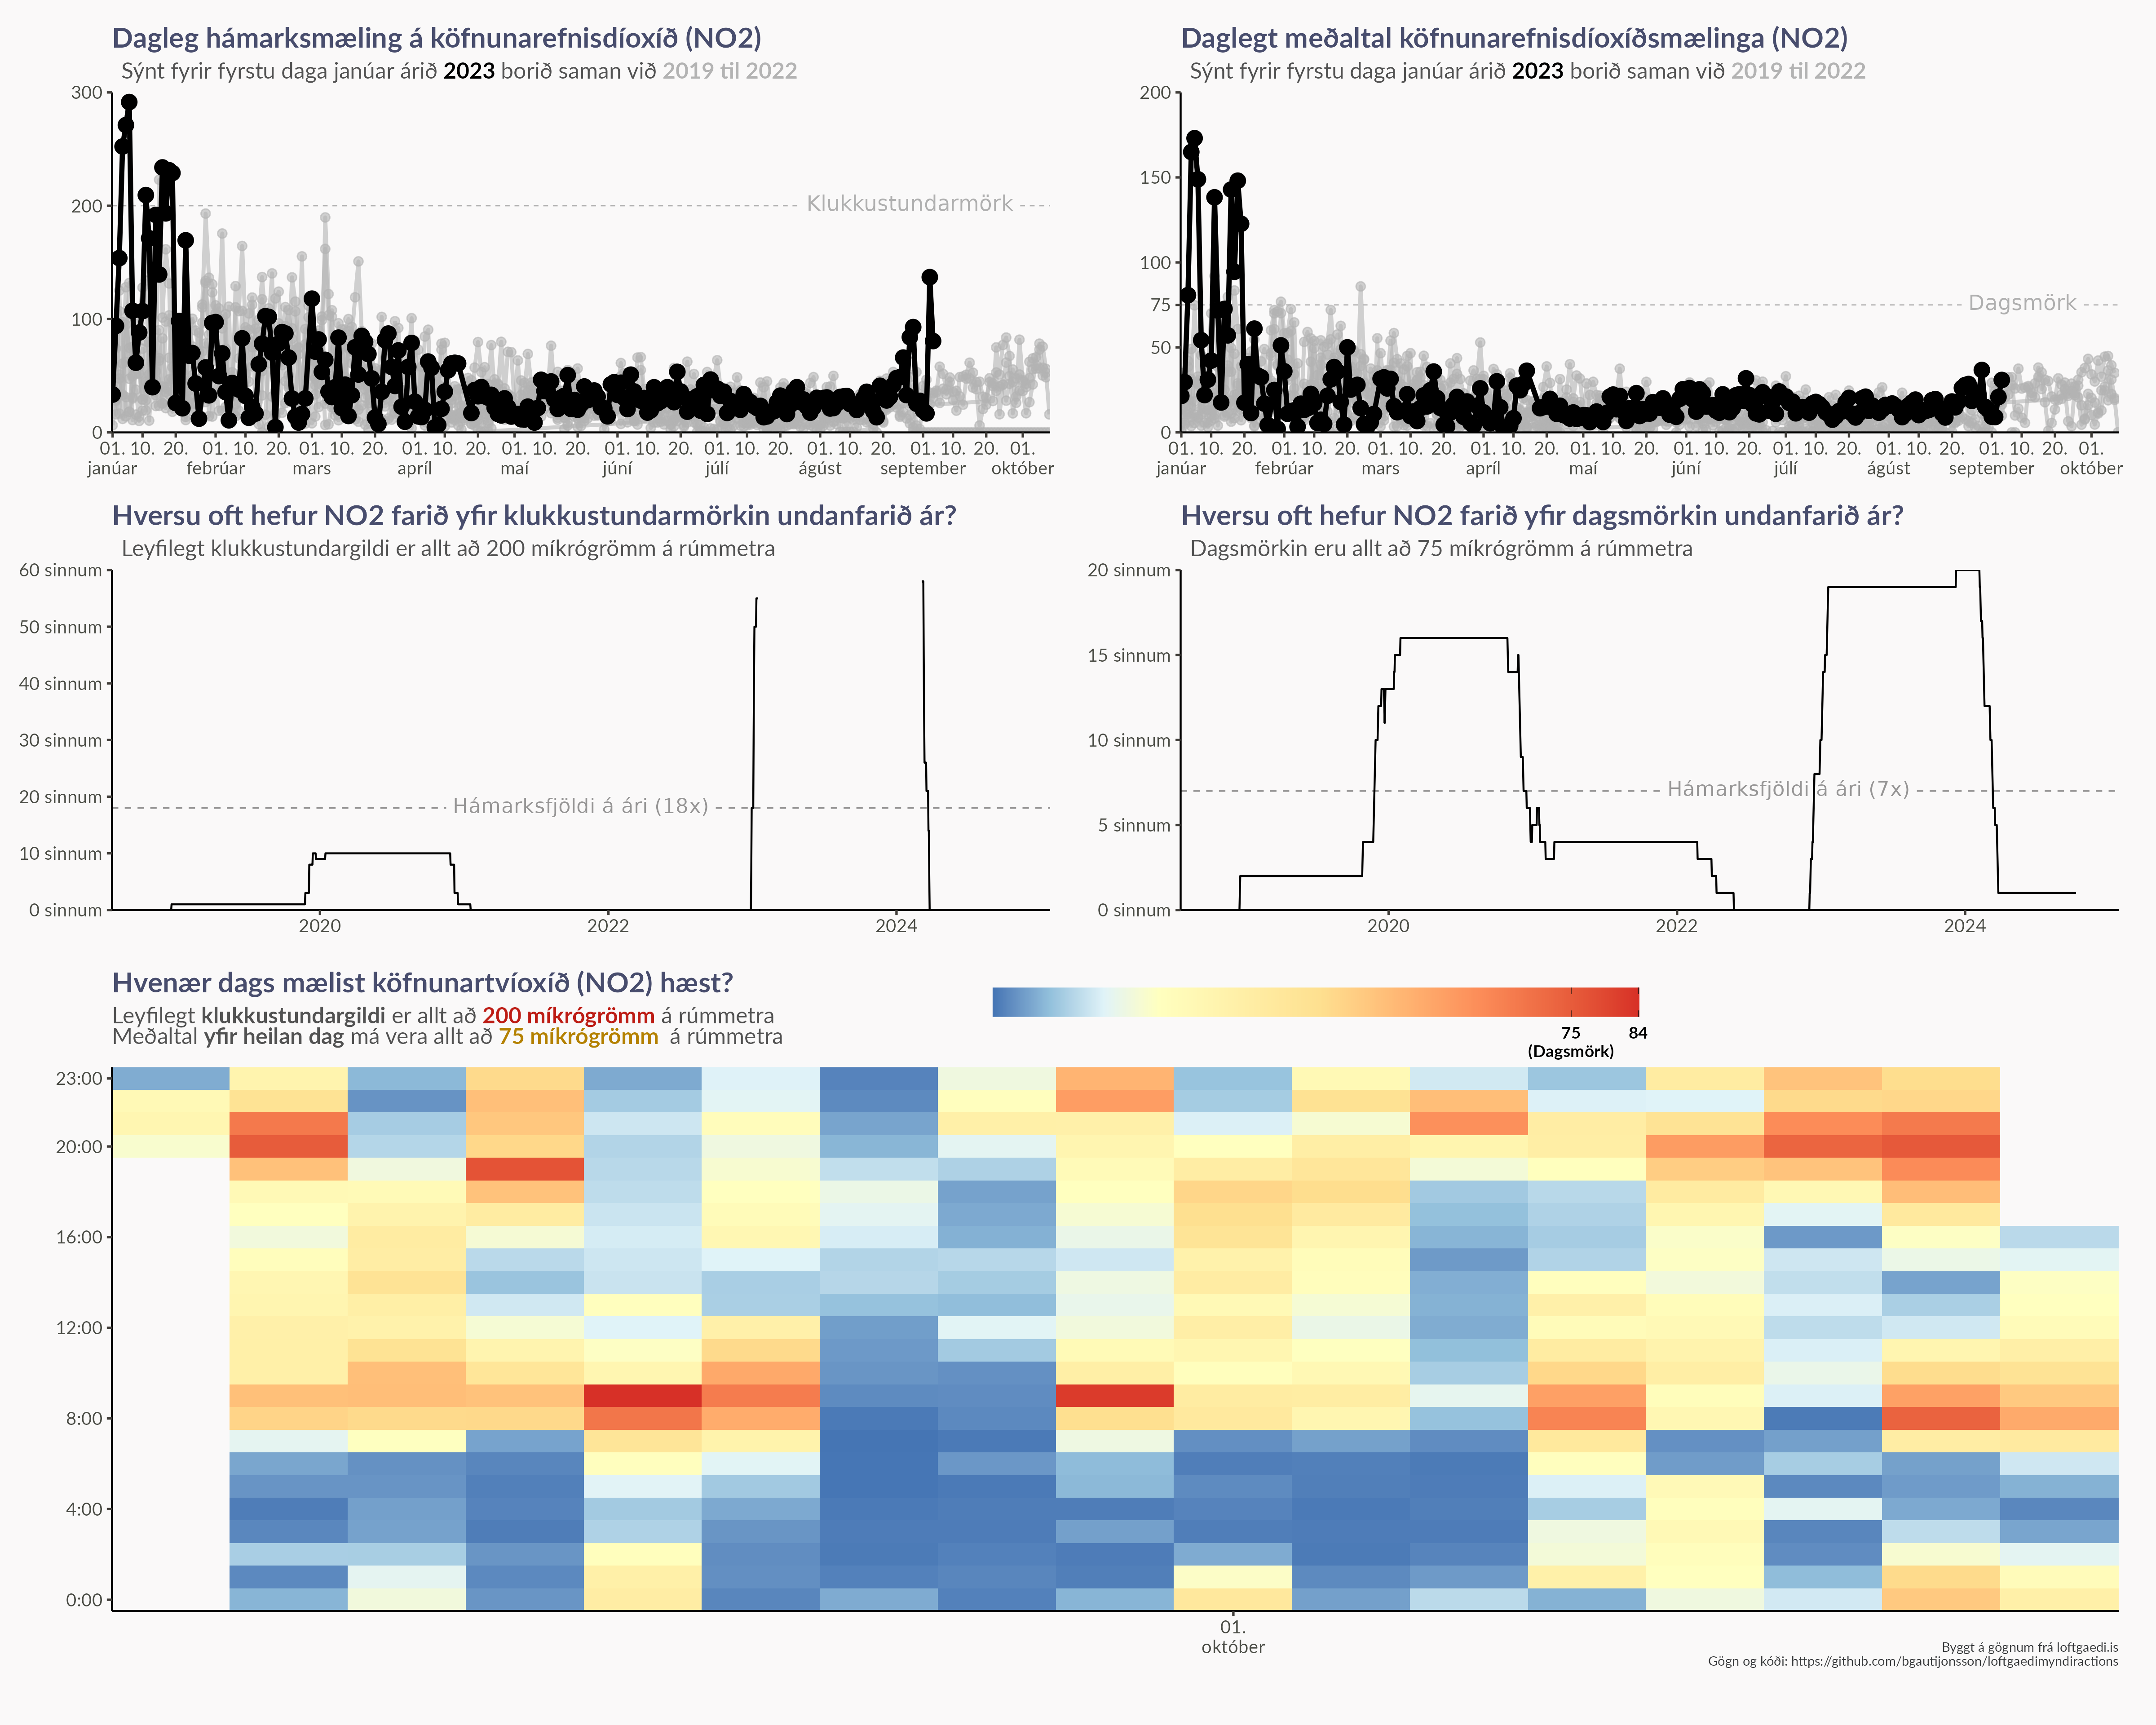 Dagleg hámarksmæling á köfnunarefnisdíoxíð (NO2)
Sýnt fyrir fyrstu daga janúar árið 2023 borið saman við 2019 til 2022
300
200
100
0
Klukkustundarmörk
01. 10. 20. 01. 10. 20. 01. 10. 20. 01. 10. 20. 01. 10. 20. 01. 10. 20. 01. 10. 20. 01. 10. 20. 01. 10. 20. 01.
janúar febrúar mars apríl maí júní júlí ágúst september október
Daglegt meðaltal köfnunarefnisdíoxíðsmælinga (NO2)
Sýnt fyrir fyrstu daga janúar árið 2023 borið saman við 2019 til 2022
200
150
100
75
50
0
Dagsmörk
01. 10. 20. 01. 10. 20. 01. 10. 20. 01. 10. 20. 01. 10. 20. 01. 10. 20. 01. 10. 20. 01. 10. 20. 01. 10. 20. 01.
janúar febrúar mars apríl maí júní júlí ágúst september október
Hversu oft hefur NO2 farið yfir klukkustundarmörkin undanfarið ár?
Leyfilegt klukkustundargildi er allt að 200 míkrógrömm á rúmmetra
60 sinnum
50 sinnum
40 sinnum
30 sinnum
20 sinnum
10 sinnum
0 sinnum
Hámarksfjöldi á ári (18x)
2020 2022 2024
Hversu oft hefur NO2 farið yfir dagsmörkin undanfarið ár?
Dagsmörkin eru allt að 75 míkrógrömm á rúmmetra
20 sinnum
15 sinnum
10 sinnum
5 sinnum
0 sinnum
Hámarksfjöldi á ári (7x)
2020 2022 2024
Hvenær dags mælist köfnunartvíoxíð (NO2) hæst?
Leyfilegt klukkustundargildi er allt að 200 míkrógrömm á rúmmetra
Meðaltal yfir heilan dag má vera allt að 75 míkrógrömm á rúmmetra
75 84
(Dagsmörk)
23:00
20:00
16:00
12:00
8:00
4:00
0:00
01.
október
Byggt á gögnum frá loftgaedi.is
Gögn og kóði: https://github.com/bgautijonsson/loftgaedimyndiractions